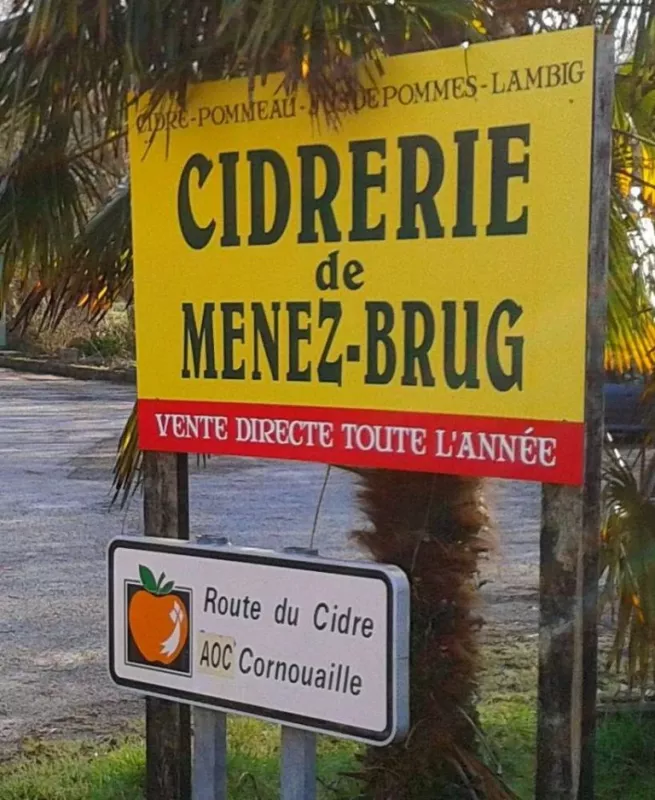 CIDRE-POMMEAU-JUS DE POMMES-LAMBIG
CIDRERIE
de
MENEZ-BRUG
VENTE DIRECTE TOUTE L'ANNÉE
Route du Cidre
AOC Cornouaille